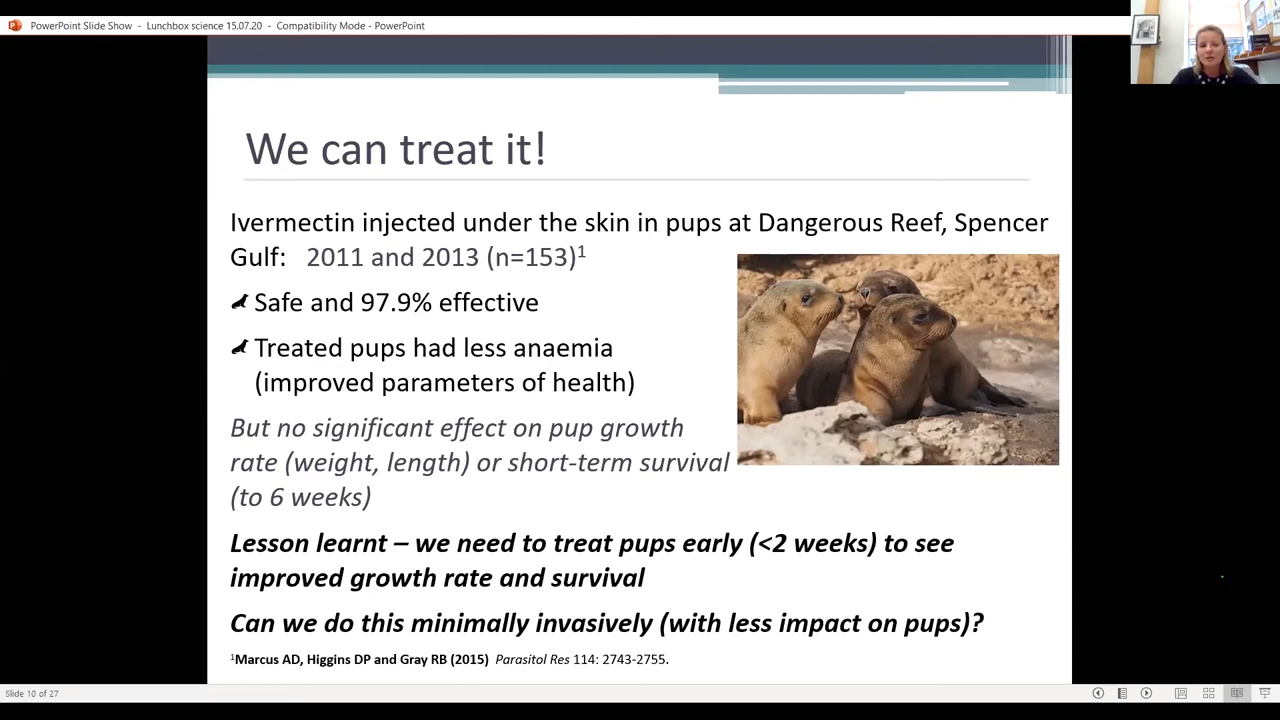 PowerPoint Slide Show - Lunchbox science 15.07.20 - Compatibility Mode - PowerPoint
We can treat it!
Ivermectin injected under the skin in pups at Dangerous Reef, Spencer
Gulf: 2011 and 2013 (n=153)¹
Safe and 97.9% effective
Treated pups had less anaemia
(improved parameters of health)
But no significant effect on pup growth
rate (weight, length) or short-term survival
(to 6 weeks)
Lesson learnt – we need to treat pups early (<2 weeks) to see
improved growth rate and survival
Can we do this minimally invasively (with less impact on pups)?
¹Marcus AD, Higgins DP and Gray RB (2015) Parasitol Res 114: 2743-2755.
Slide 10 of 27